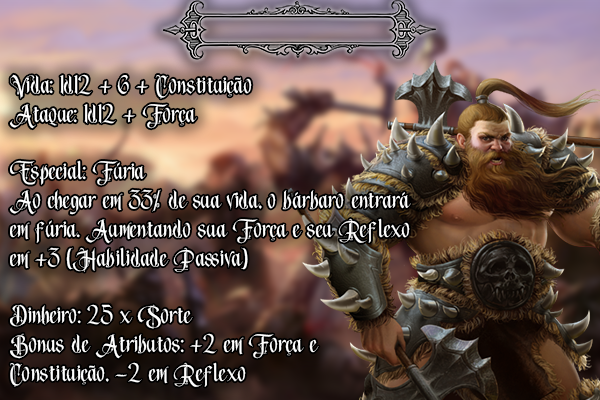 Vida: 1D12 + 6 + Constituição
Ataque: 1D12 + Força
Especial: Fúria
Ao chegar em 33% de sua vida, o bárbaro entrará
em fúria. Aumentando sua Força e seu Reflexo
em +3 (Habilidade Passiva)
Dinheiro: 25 x Sorte
Bonus de Atributos: +2 em Força e
Constituição, -2 em Reflexo